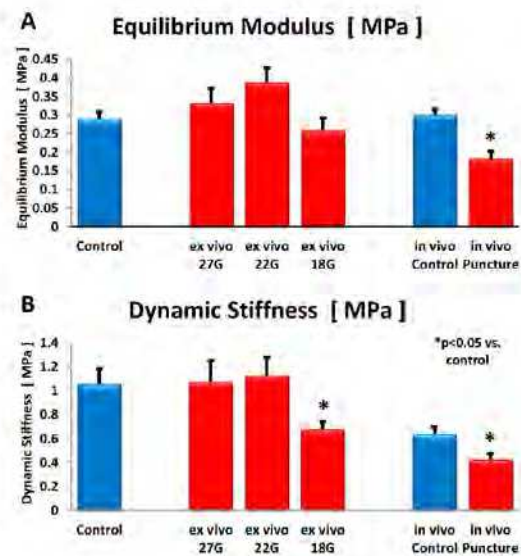 A
Equilibrium Modulus [ MPa]
Equilibrium Modulus [ MPa]
0.45
0.4
0.35
0.3
0.25
0.2
0.15
0.1
0.05
0
Control
ex vivo ex vivo ex vivo
27G 22G 18G
in vivo in vivo
Control Puncture
*
B
Dynamic Stiffness [ MPa ]
Dynamic Stiffness [ MPa]
*p<0.05 vs.
control
1.4
1.2
1
0.8
0.6
0.4
0.2
0
*
*
Control
ex vivo ex vivo ex vivo
27G 22G 18G
in vivo in vivo
Control Puncture